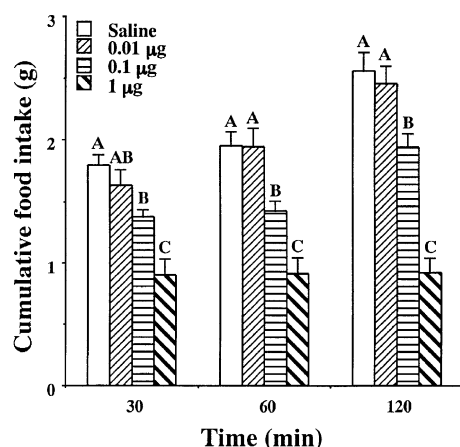 3
Saline
0.01 μg
0.1 μg
1 μg
A
A
A
A
A
2
A
AB
B
B
B
1
C
C
C
0
30
60
120
Cumulative food intake (g)
Time (min)